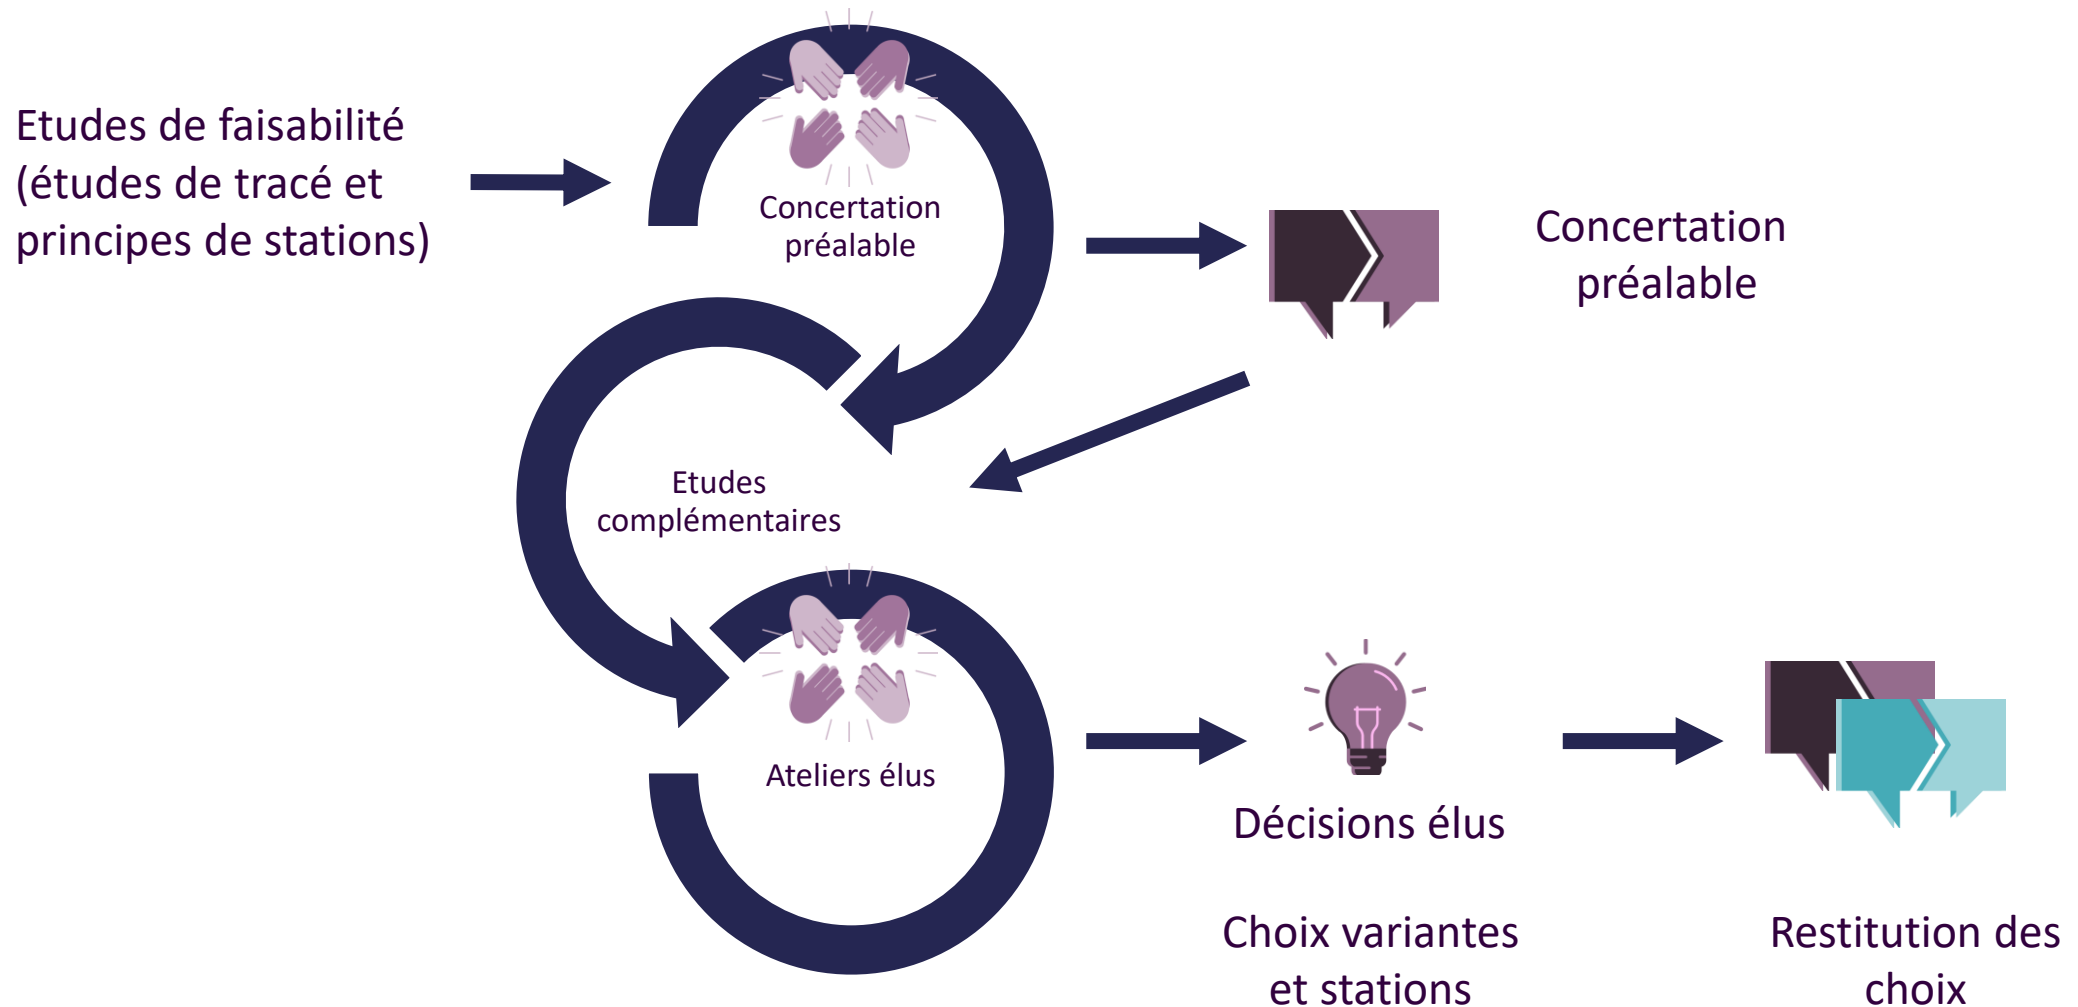 Etudes de faisabilité
(études de tracé et
principes de stations)
Concertation
préalable
Concertation
préalable
Etudes
complémentaires
Ateliers élus
Décisions élus
Choix variantes
et stations
Restitution des
choix